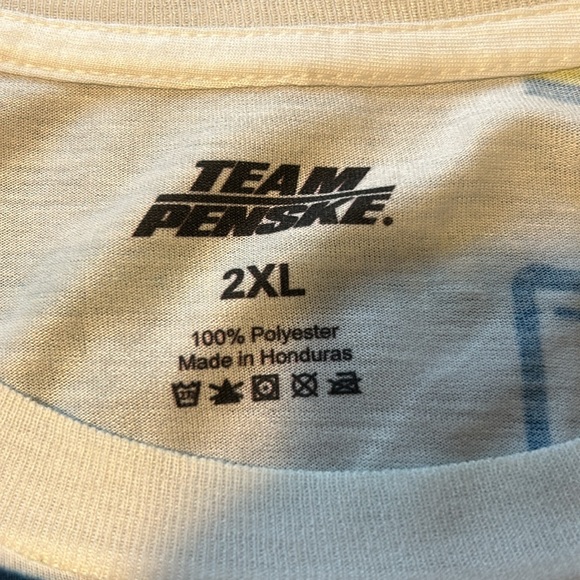 TEAM
PENSKE.
2XL
100% Polyester
Made in Honduras